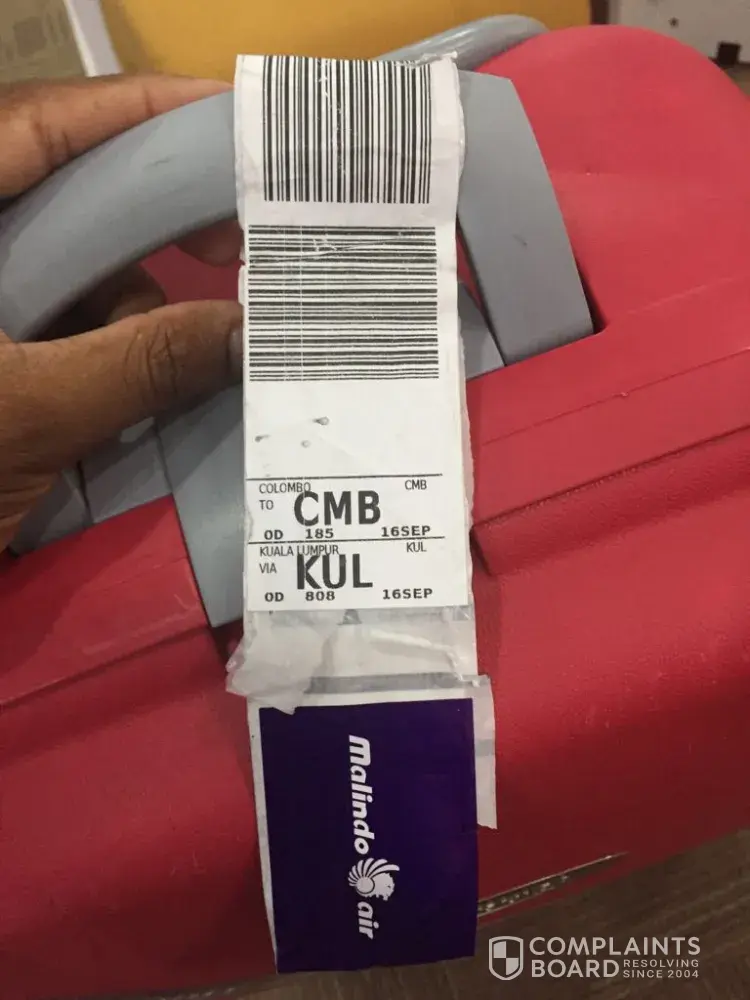 COLOMBO CMB
TO CMB
OD 185 16SEP
KUALA LUMPUR KUL
VIA KUL
OD 808 16SEP
malindo air
COMPLAINTS
BOARD RESOLVING
SINCE 2004